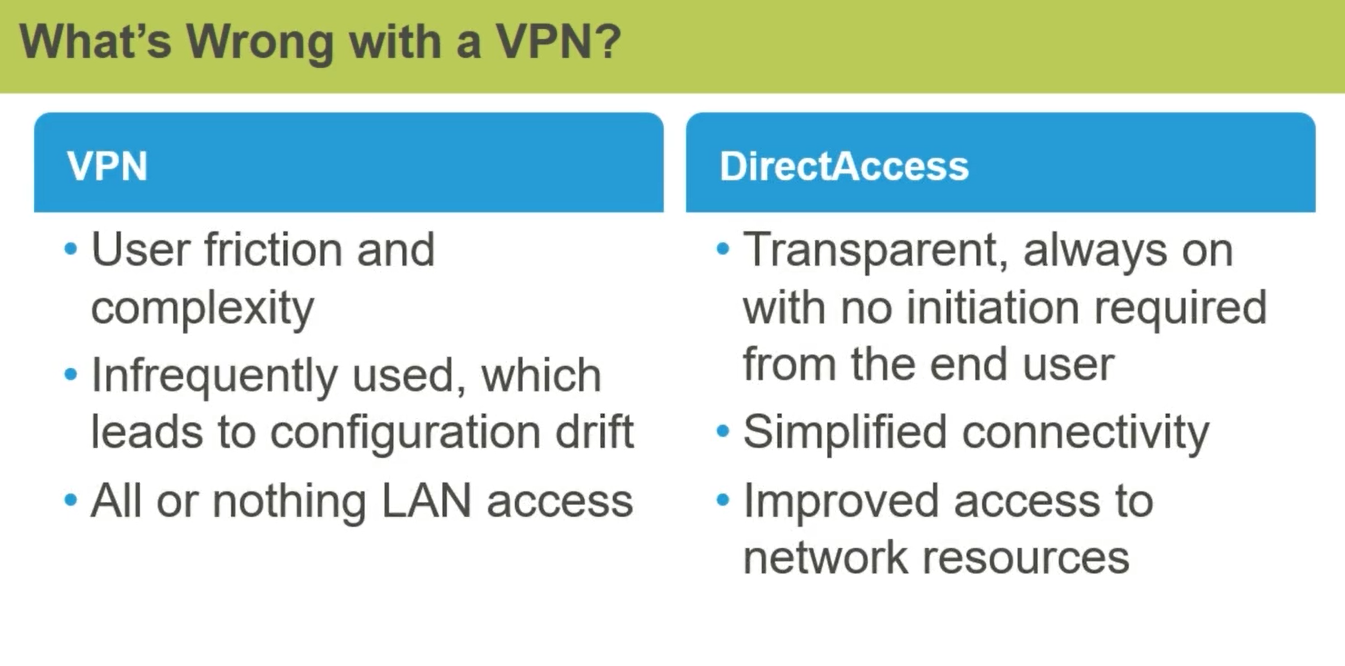 What's Wrong with a VPN?
VPN
• User friction and
complexity
• Infrequently used, which
leads to configuration drift
• All or nothing LAN access
DirectAccess
• Transparent, always on
with no initiation required
from the end user
• Simplified connectivity
• Improved access to
network resources